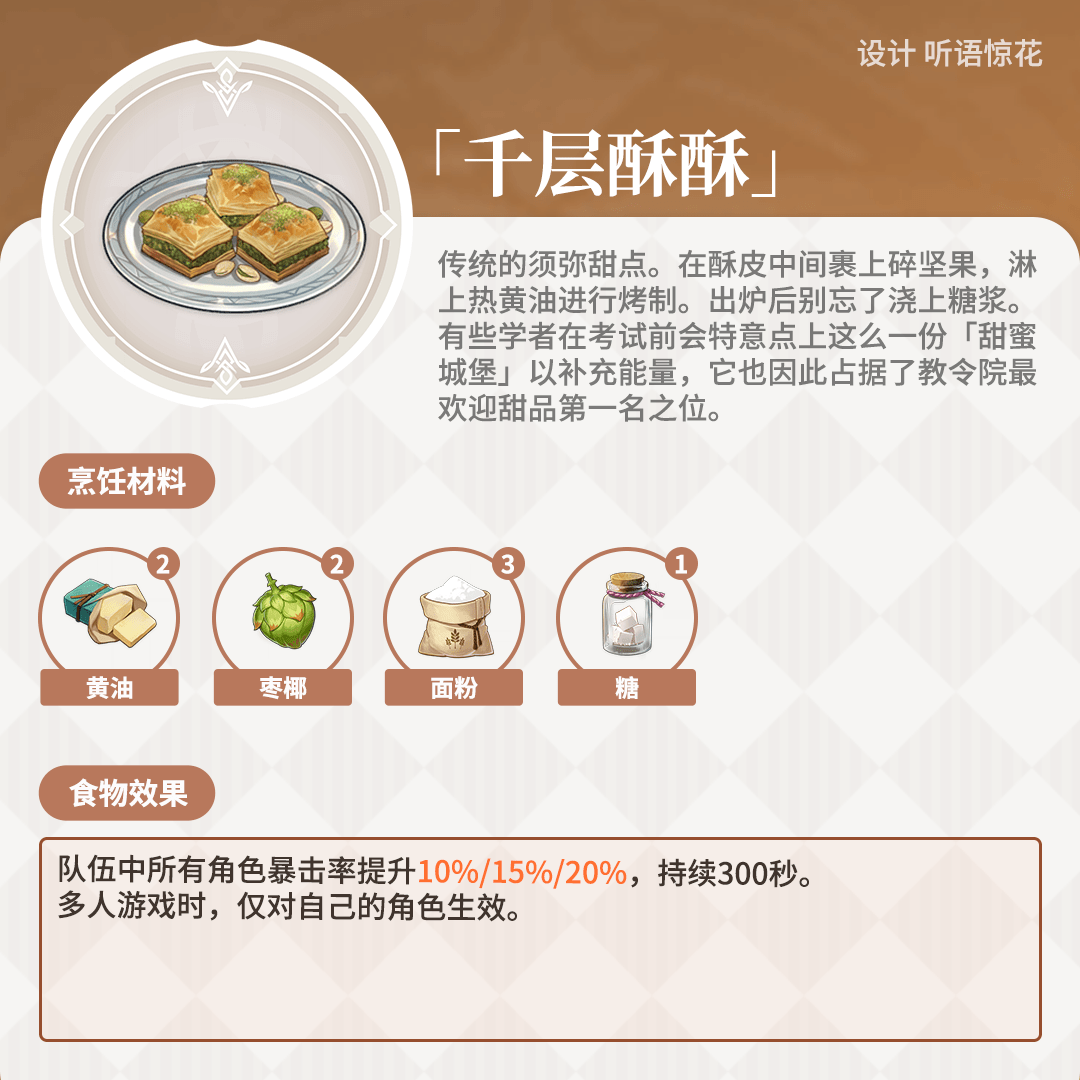 设计 听语惊花
「千层酥酥」
传统的须弥甜点。在酥皮中间裹上碎坚果，淋
上热黄油进行烤制。出炉后别忘了浇上糖浆。
有些学者在考试前会特意点上这么一份「甜蜜
城堡」以补充能量，它也因此占据了教令院最
欢迎甜品第一名之位。
烹饪材料
2
2
3
1
黄油
枣椰
面粉
糖
食物效果
队伍中所有角色暴击率提升10%/15%/20%，持续300秒。
多人游戏时，仅对自己的角色生效。